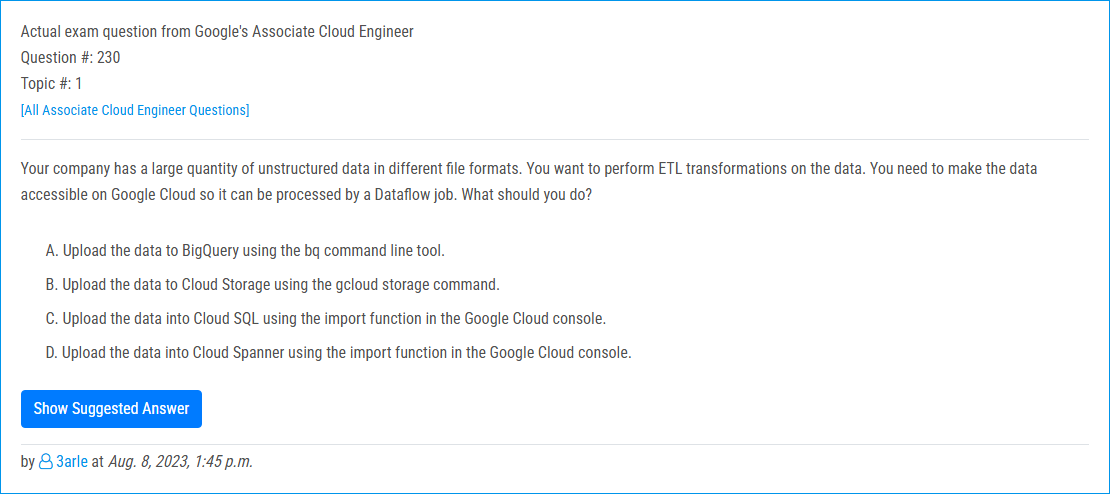 Actual exam question from Google's Associate Cloud Engineer
Question #: 230
Topic #: 1
[All Associate Cloud Engineer Questions]
Your company has a large quantity of unstructured data in different file formats. You want to perform ETL transformations on the data. You need to make the data
accessible on Google Cloud so it can be processed by a Dataflow job. What should you do?
A. Upload the data to BigQuery using the bq command line tool.
B. Upload the data to Cloud Storage using the gcloud storage command.
C. Upload the data into Cloud SQL using the import function in the Google Cloud console.
D. Upload the data into Cloud Spanner using the import function in the Google Cloud console.
Show Suggested Answer
by 3arle at Aug. 8, 2023, 1:45 p.m.